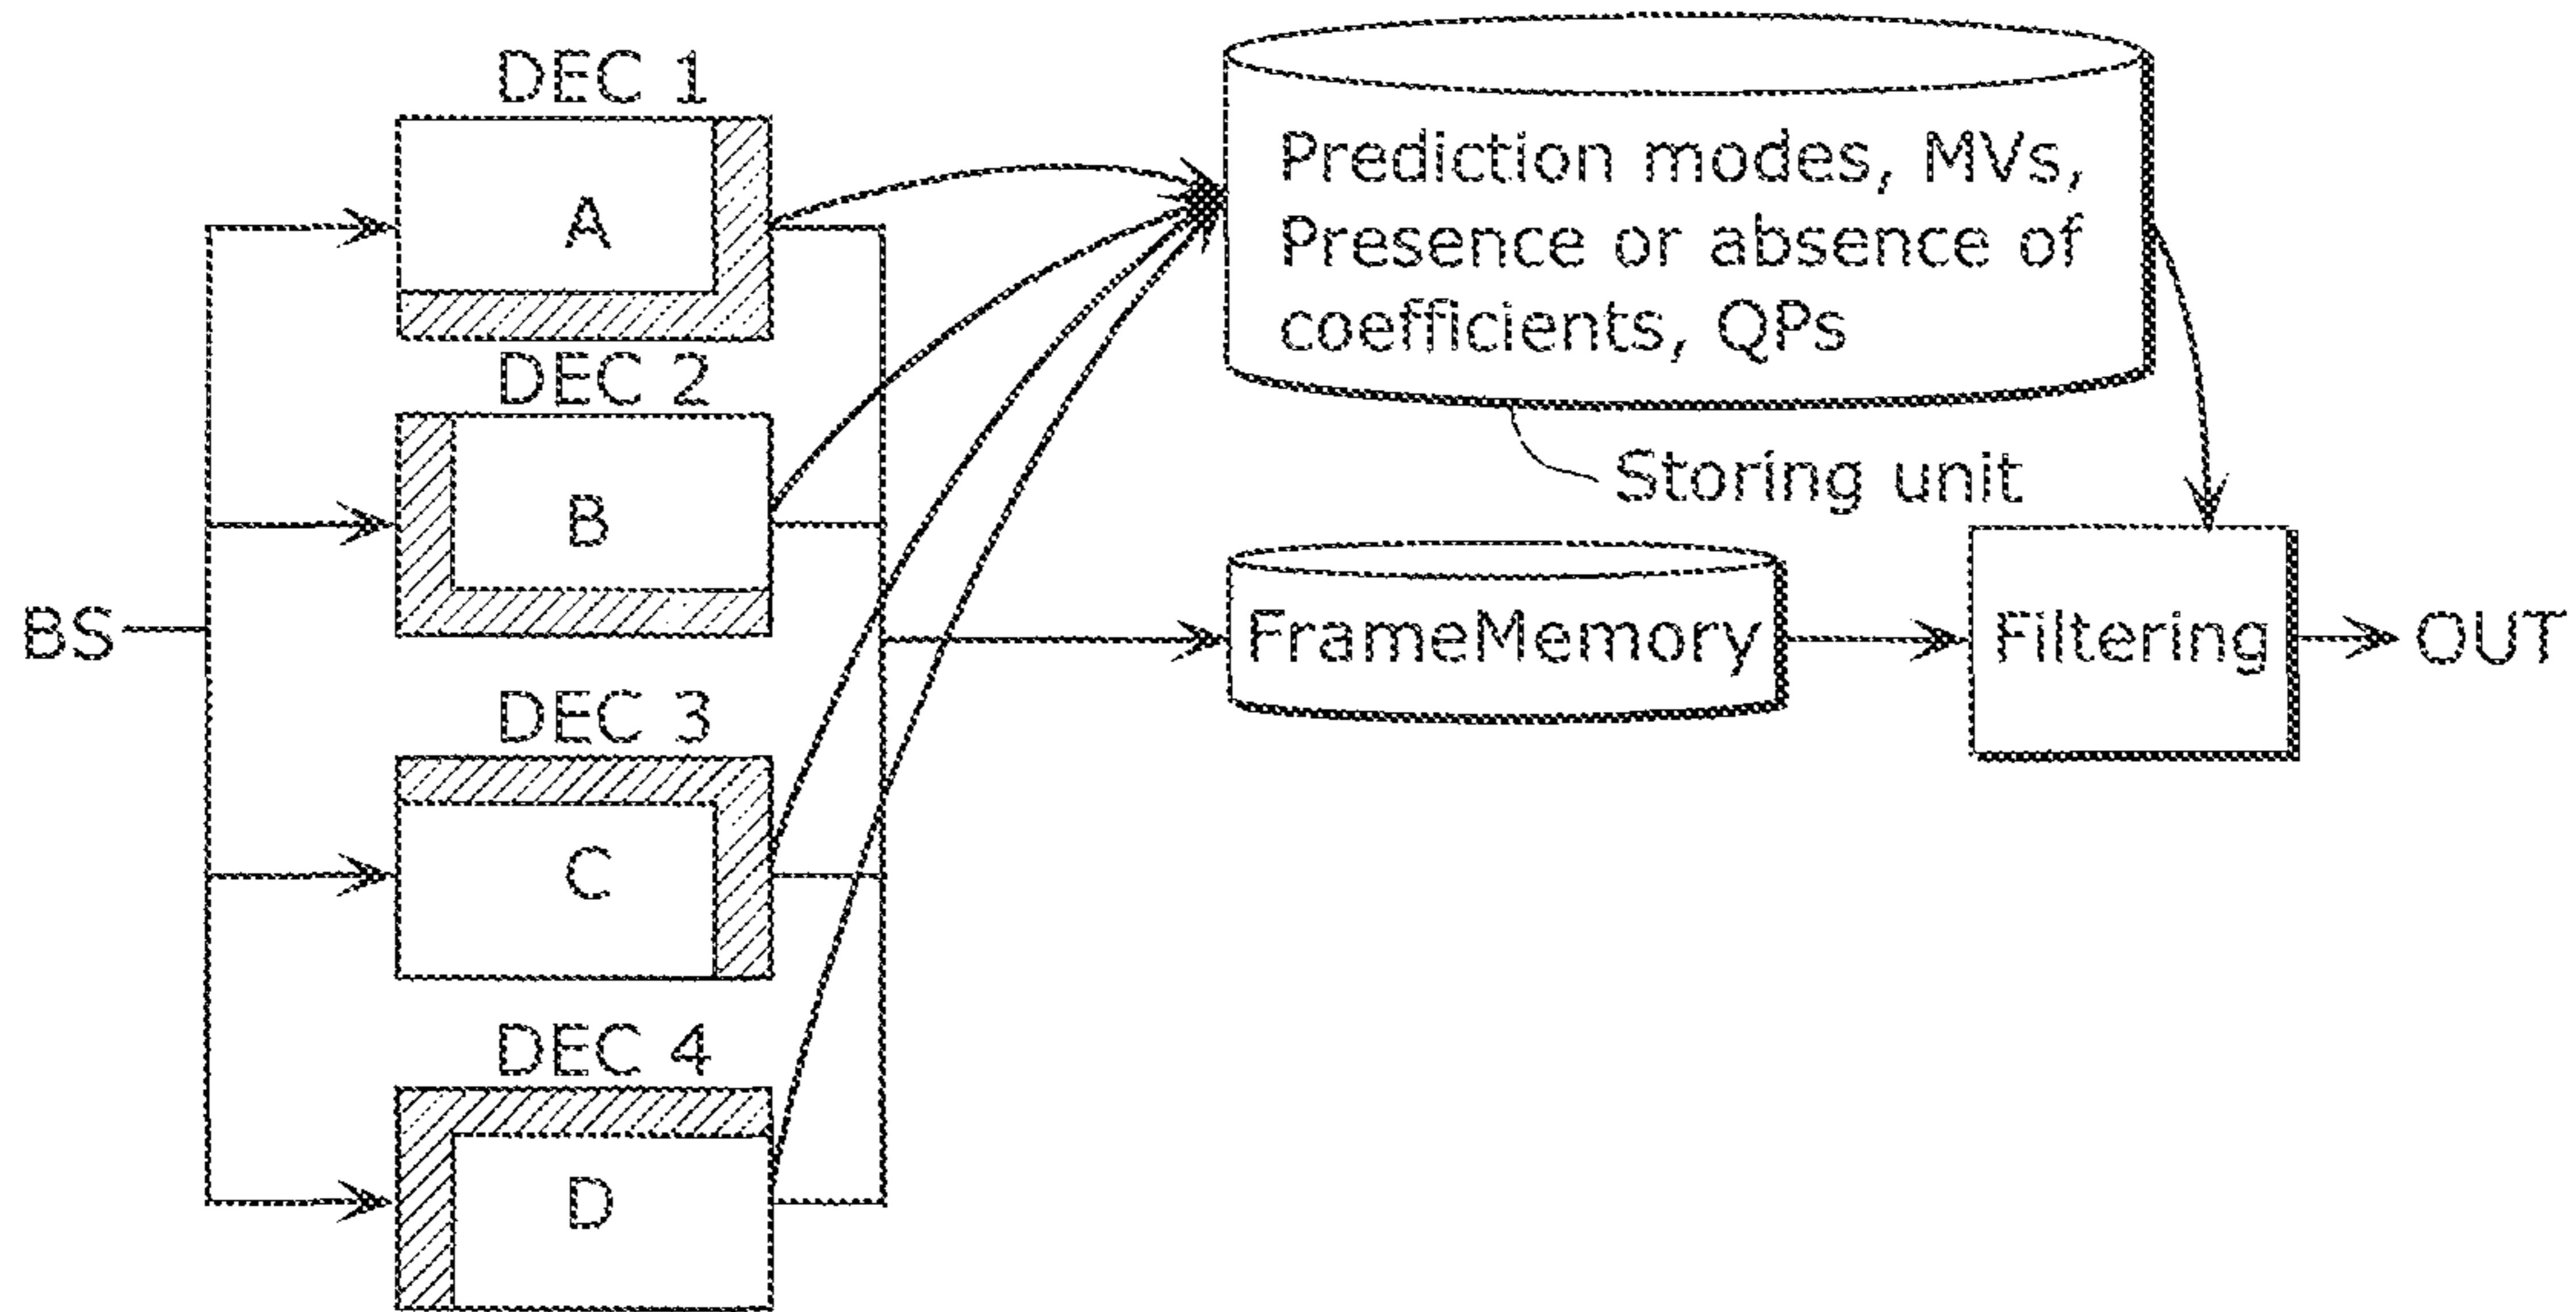 DEC 1
A
DEC 2
B
DEC 3
C
DEC 4
D
BS
Prediction modes, MVs,
Presence or absence of
coefficients, QPs
Storing unit
FrameMemory
Filtering
OUT